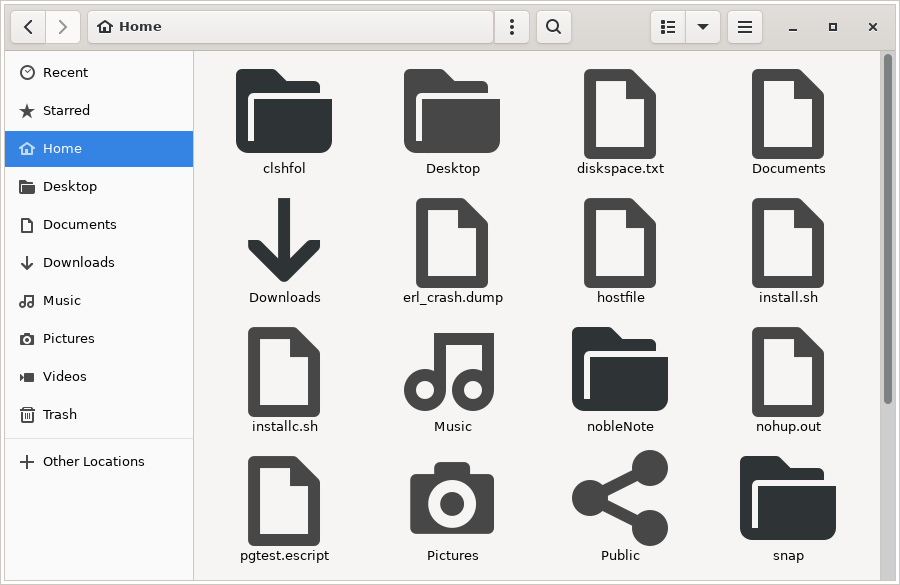 Home
Recent
Starred
Home
Desktop
Documents
Downloads
Music
Pictures
Videos
Trash
Other Locations
clshfol
Desktop
diskspace.txt
Documents
Downloads
erl_crash.dump
hostfile
install.sh
installc.sh
Music
nobleNote
nohup.out
pgtest.escript
Pictures
Public
snap